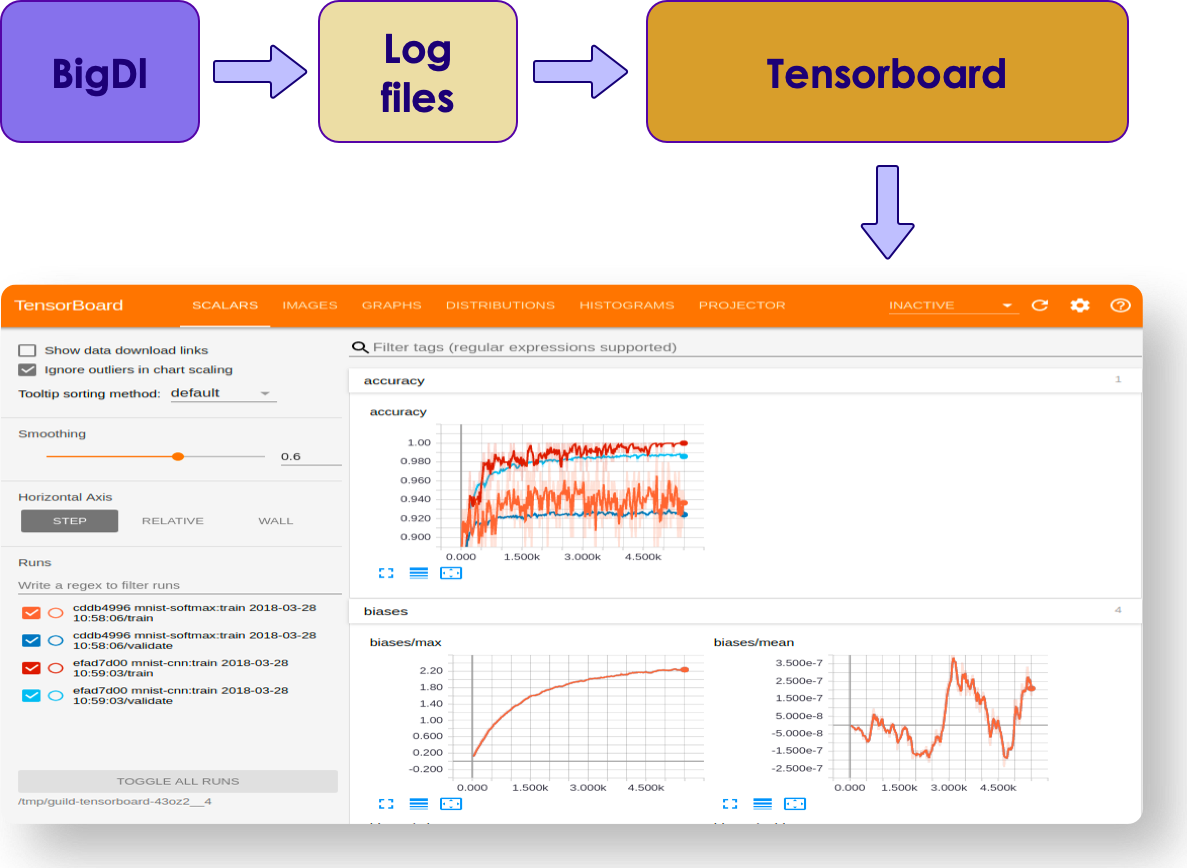 BigDl
Log
files
Tensorboard
TensorBoard
SCALARS
IMAGES
GRAPHS
DISTRIBUTIONS
HISTOGRAMS
PROJECTOR
INACTIVE
Show data download links
Ignore outliers in chart scaling
Tooltip sorting method: default
Smoothing
0.6
Horizontal Axis
STEP
RELATIVE
WALL
Runs
Write a regex to filter runs
cddb4996 mnist-softmax:train 2018-03-28
10:58:06/train
cddb4996 mnist-softmax:train 2018-03-28
10:58:06/validate
efad7d00 mnist-cnn:train 2018-03-28
10:59:03/train
efad7d00 mnist-cnn:train 2018-03-28
10:59:03/validate
TOGGLE ALL RUNS
/tmp/guild-tensorboard-43oz2__4
Filter tags (regular expressions supported)
accuracy
1
accuracy
1.00
0.980
0.960
0.940
0.920
0.900
0.000 1.500k 3.000k 4.500k
biases
4
biases/max
2.20
1.80
1.40
1.00
0.600
0.200
-0.200
0.000 1.500k 3.000k 4.500k
biases/mean
3.500e-7
2.500e-7
1.500e-7
5.000e-8
-5.000e-8
-1.500e-7
-2.500e-7
0.000 1.500k 3.000k 4.500k